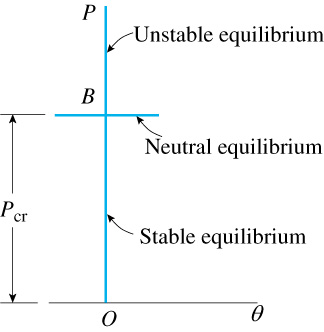 P
Unstable equilibrium
B
Neutral equilibrium
Pcr
Stable equilibrium
O
θ